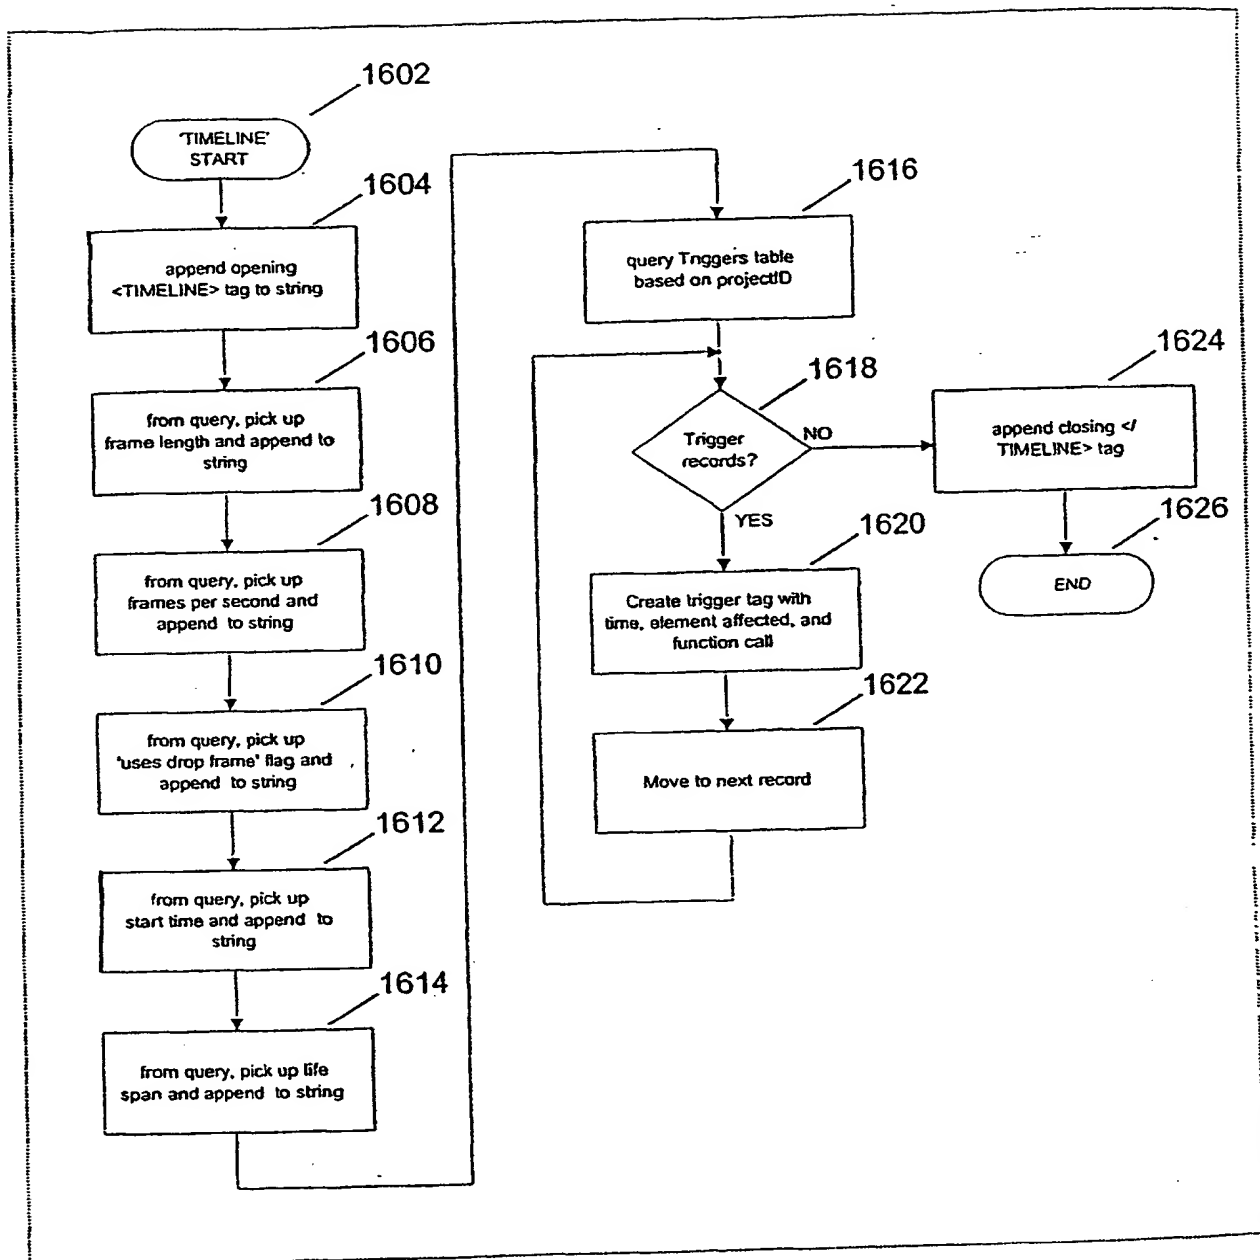 1602
'TIMELINE'
START
1604
append opening
<TIMELINE> tag to string
1606
from query, pick up
frame length and append to
string
1608
from query, pick up
frames per second and
append to string
1610
from query, pick up
'uses drop frame' flag and
append to string
1612
from query, pick up
start time and append to
string
1614
from query, pick up life
span and append to string
1616
query Triggers table
based on projectID
1618
Trigger
records?
NO
YES
1620
Create trigger tag with
time, element affected, and
function call
1622
Move to next record
1624
append closing </
TIMELINE> tag
1626
END